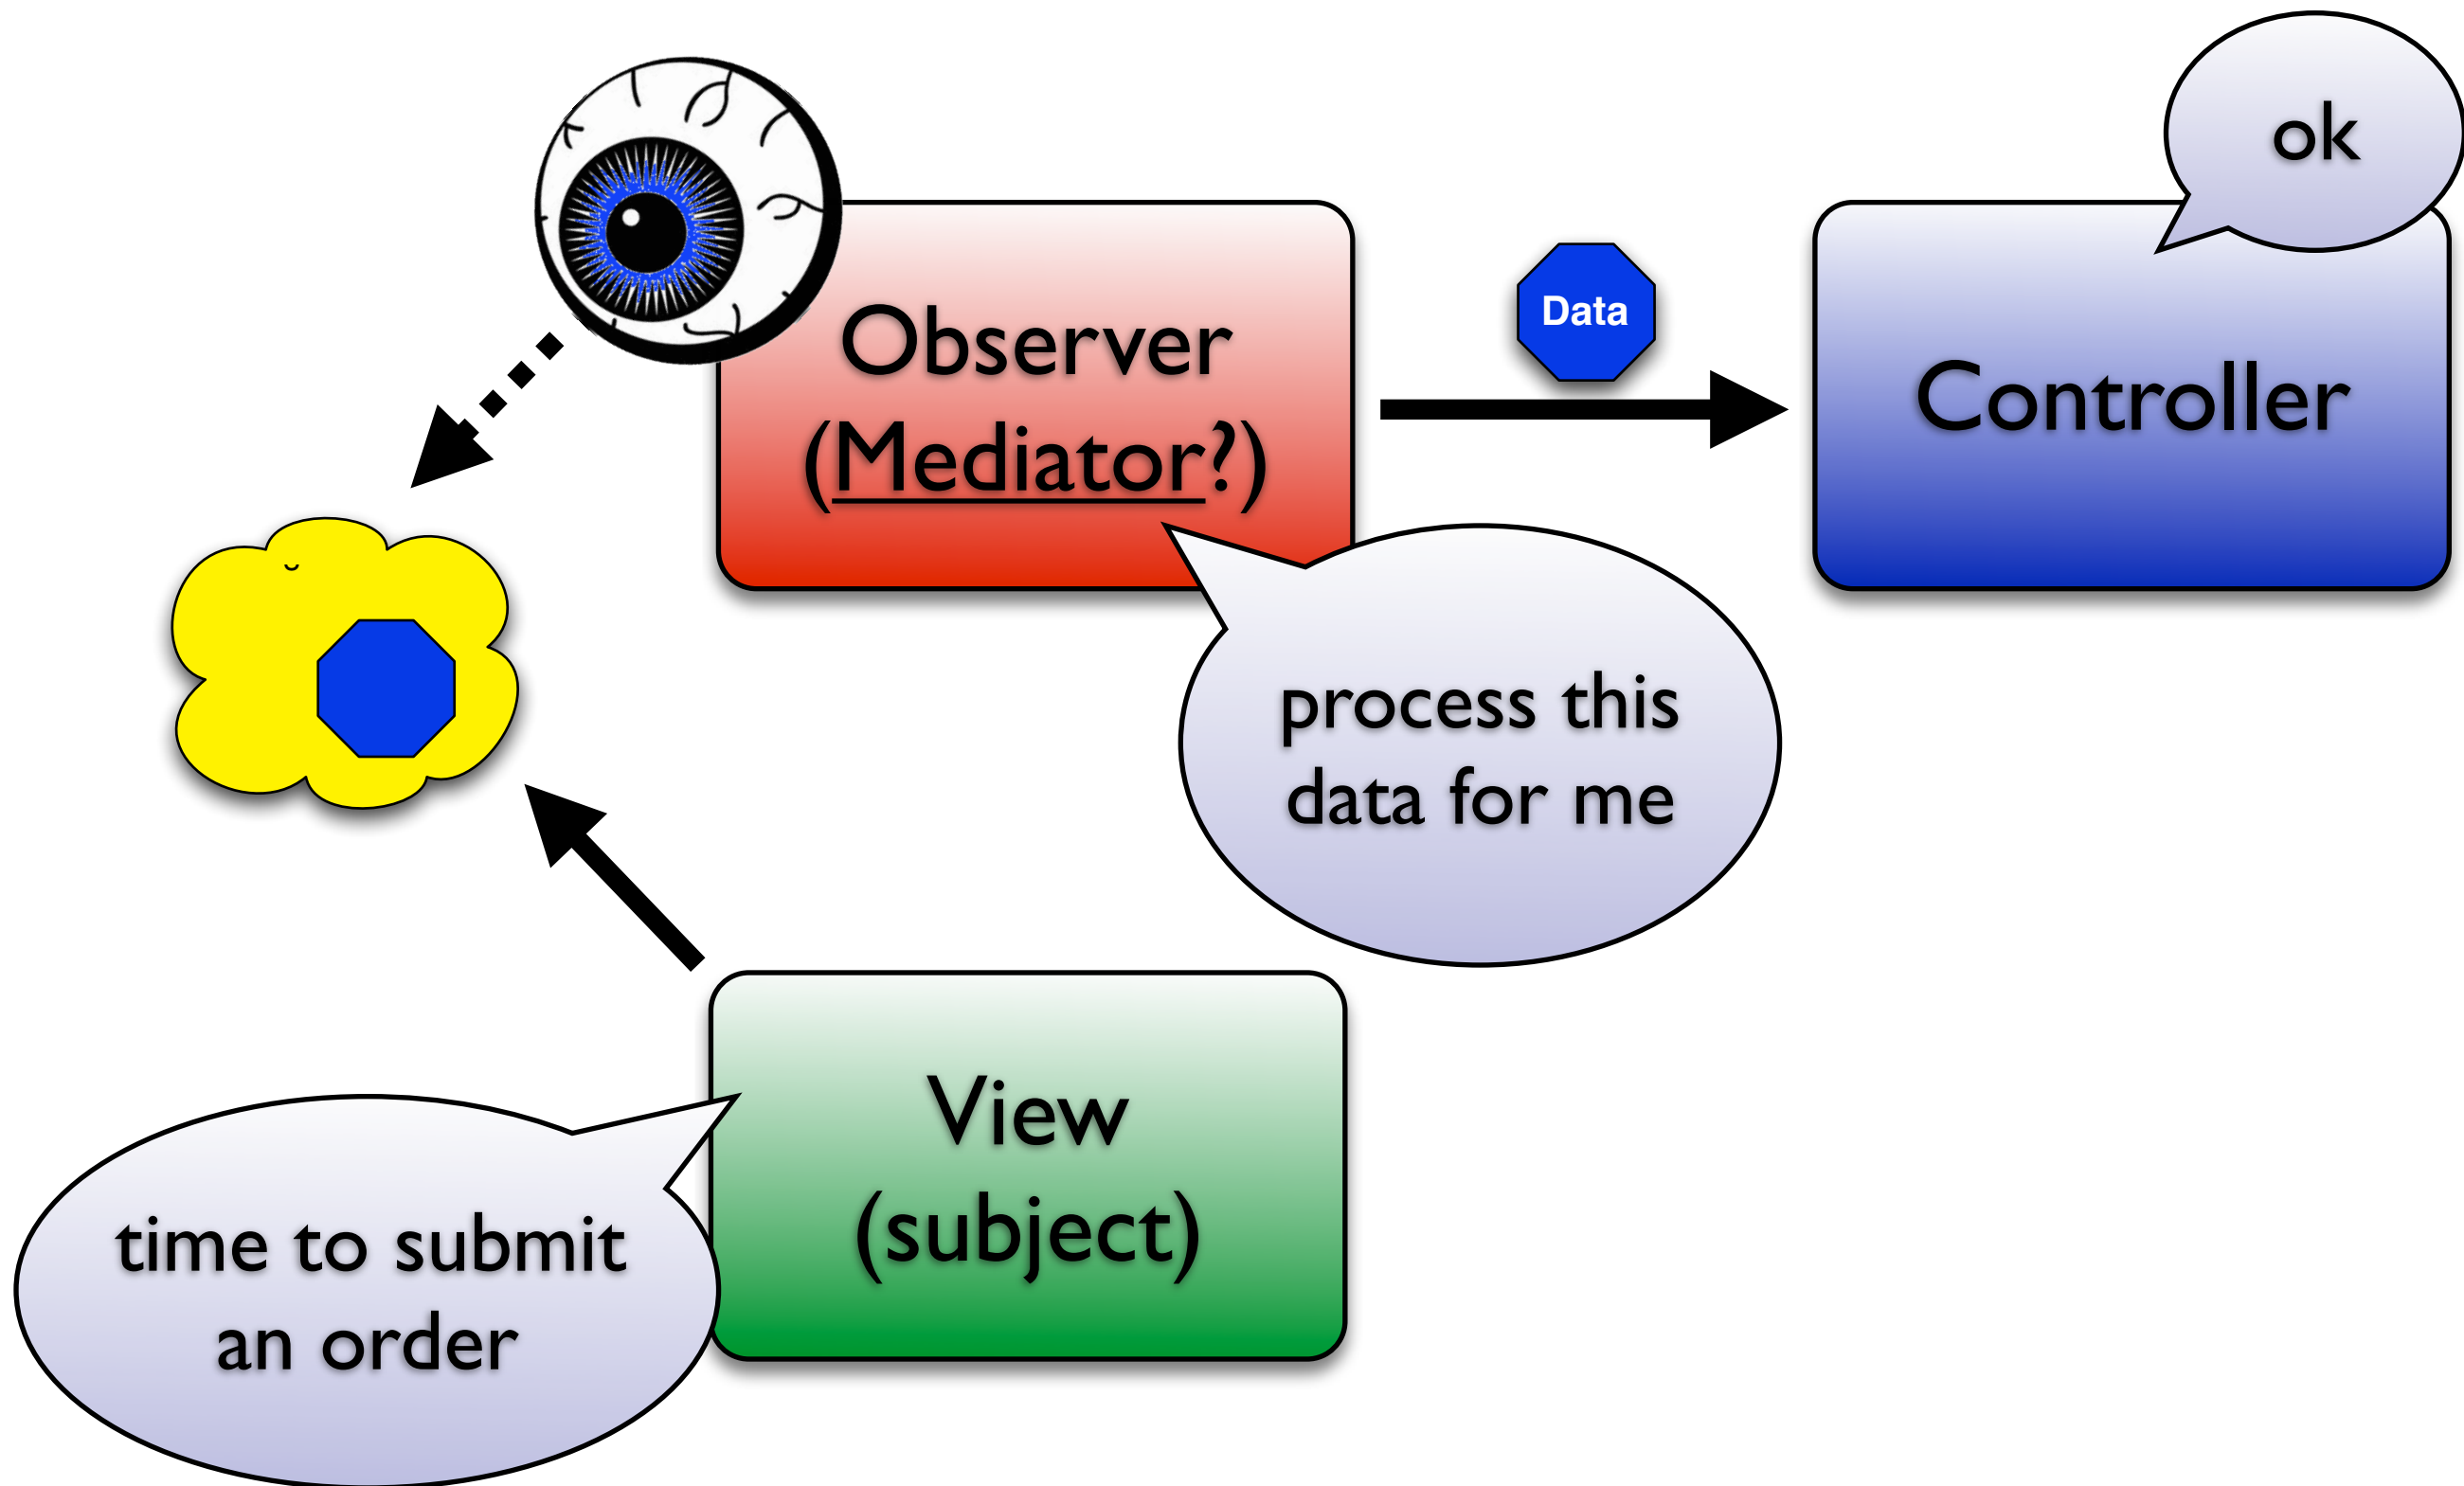 ok
Observer
(Mediator?)
Data
Controller
process this
data for me
View
(subject)
time to submit
an order